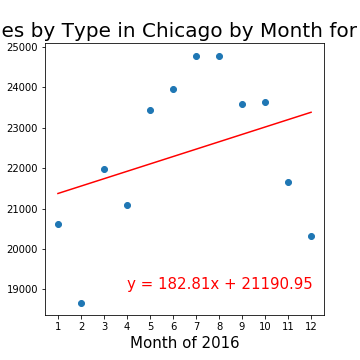 es by Type in Chicago by Month for
25000
24000
23000
22000
21000
20000
19000
y = 182.81x + 21190.95
1 2 3 4 5 6 7 8 9 10 11 12
Month of 2016